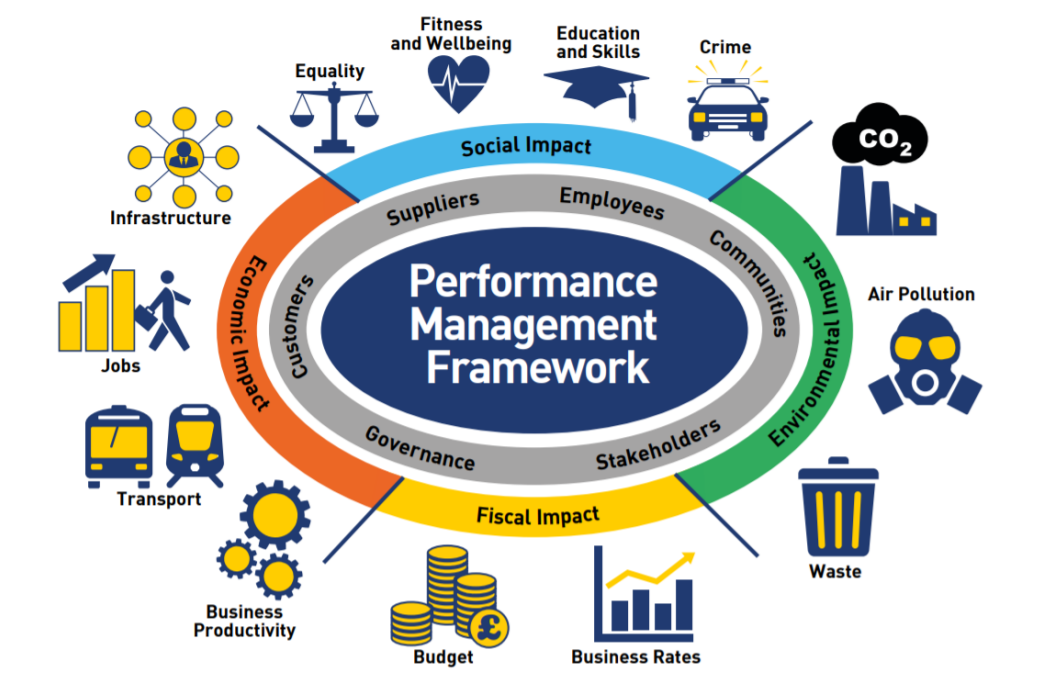 Fitness
and Wellbeing
Education
and Skills
Crime
Equality
CO2
Social Impact
Infrastructure
Suppliers
Employees
Communities
Economic Impact
Customers
Performance
Management
Framework
Environmental Impact
Air Pollution
Jobs
Governance
Stakeholders
Transport
Fiscal Impact
Waste
Business
Productivity
£
Budget
Business Rates